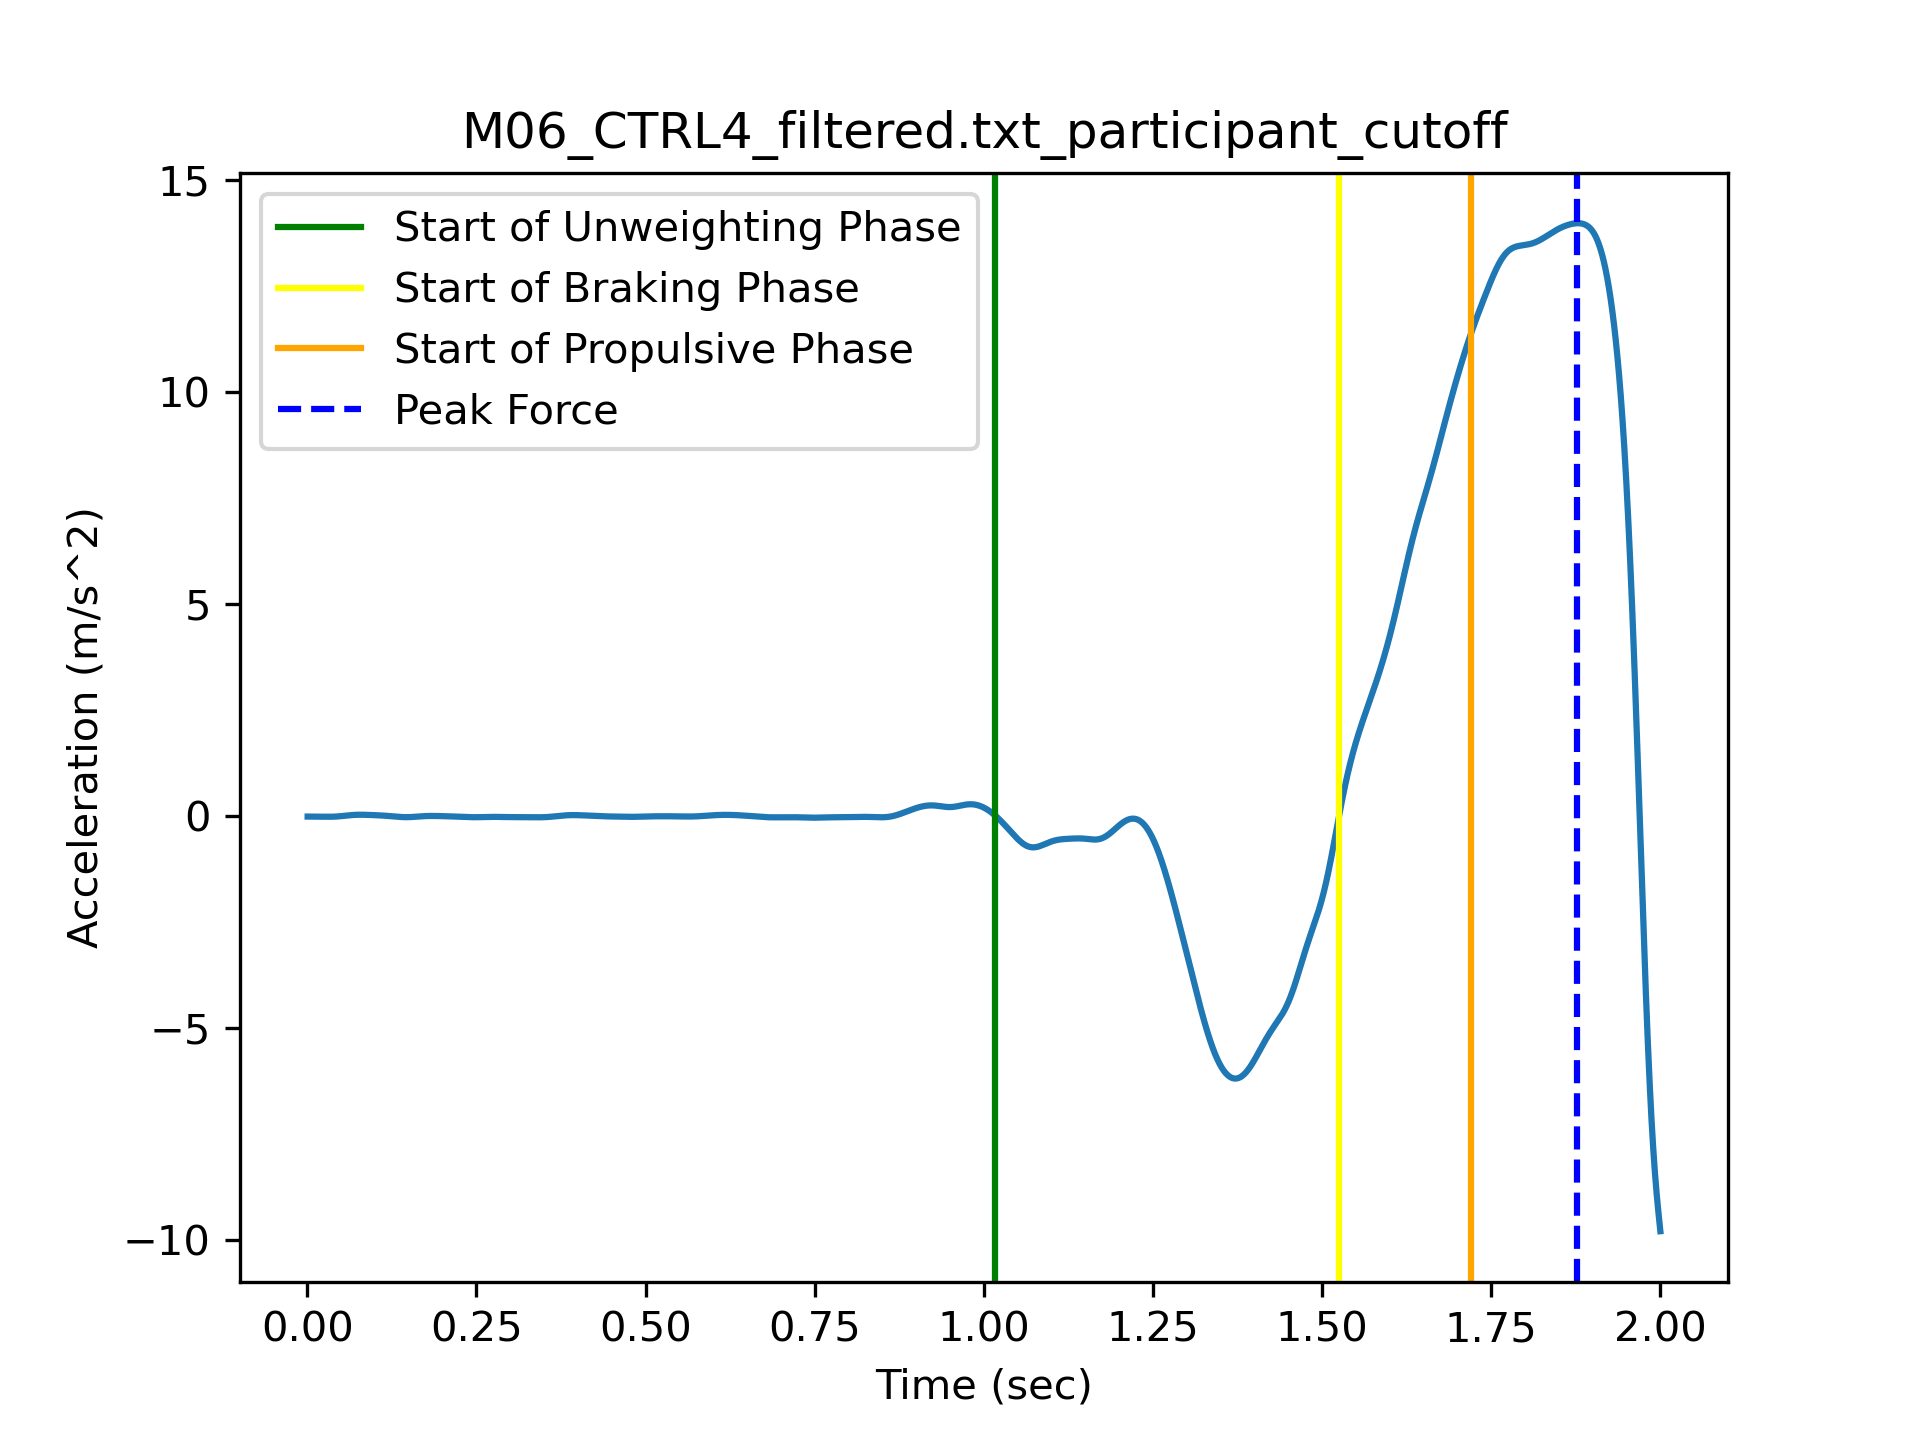 M06_CTRL4_filtered.txt_participant_cutoff
Start of Unweighting Phase
Start of Braking Phase
Start of Propulsive Phase
Peak Force
15
10
5
0
−5
−10
Acceleration (m/s^2)
0.00 0.25 0.50 0.75 1.00 1.25 1.50 1.75 2.00
Time (sec)